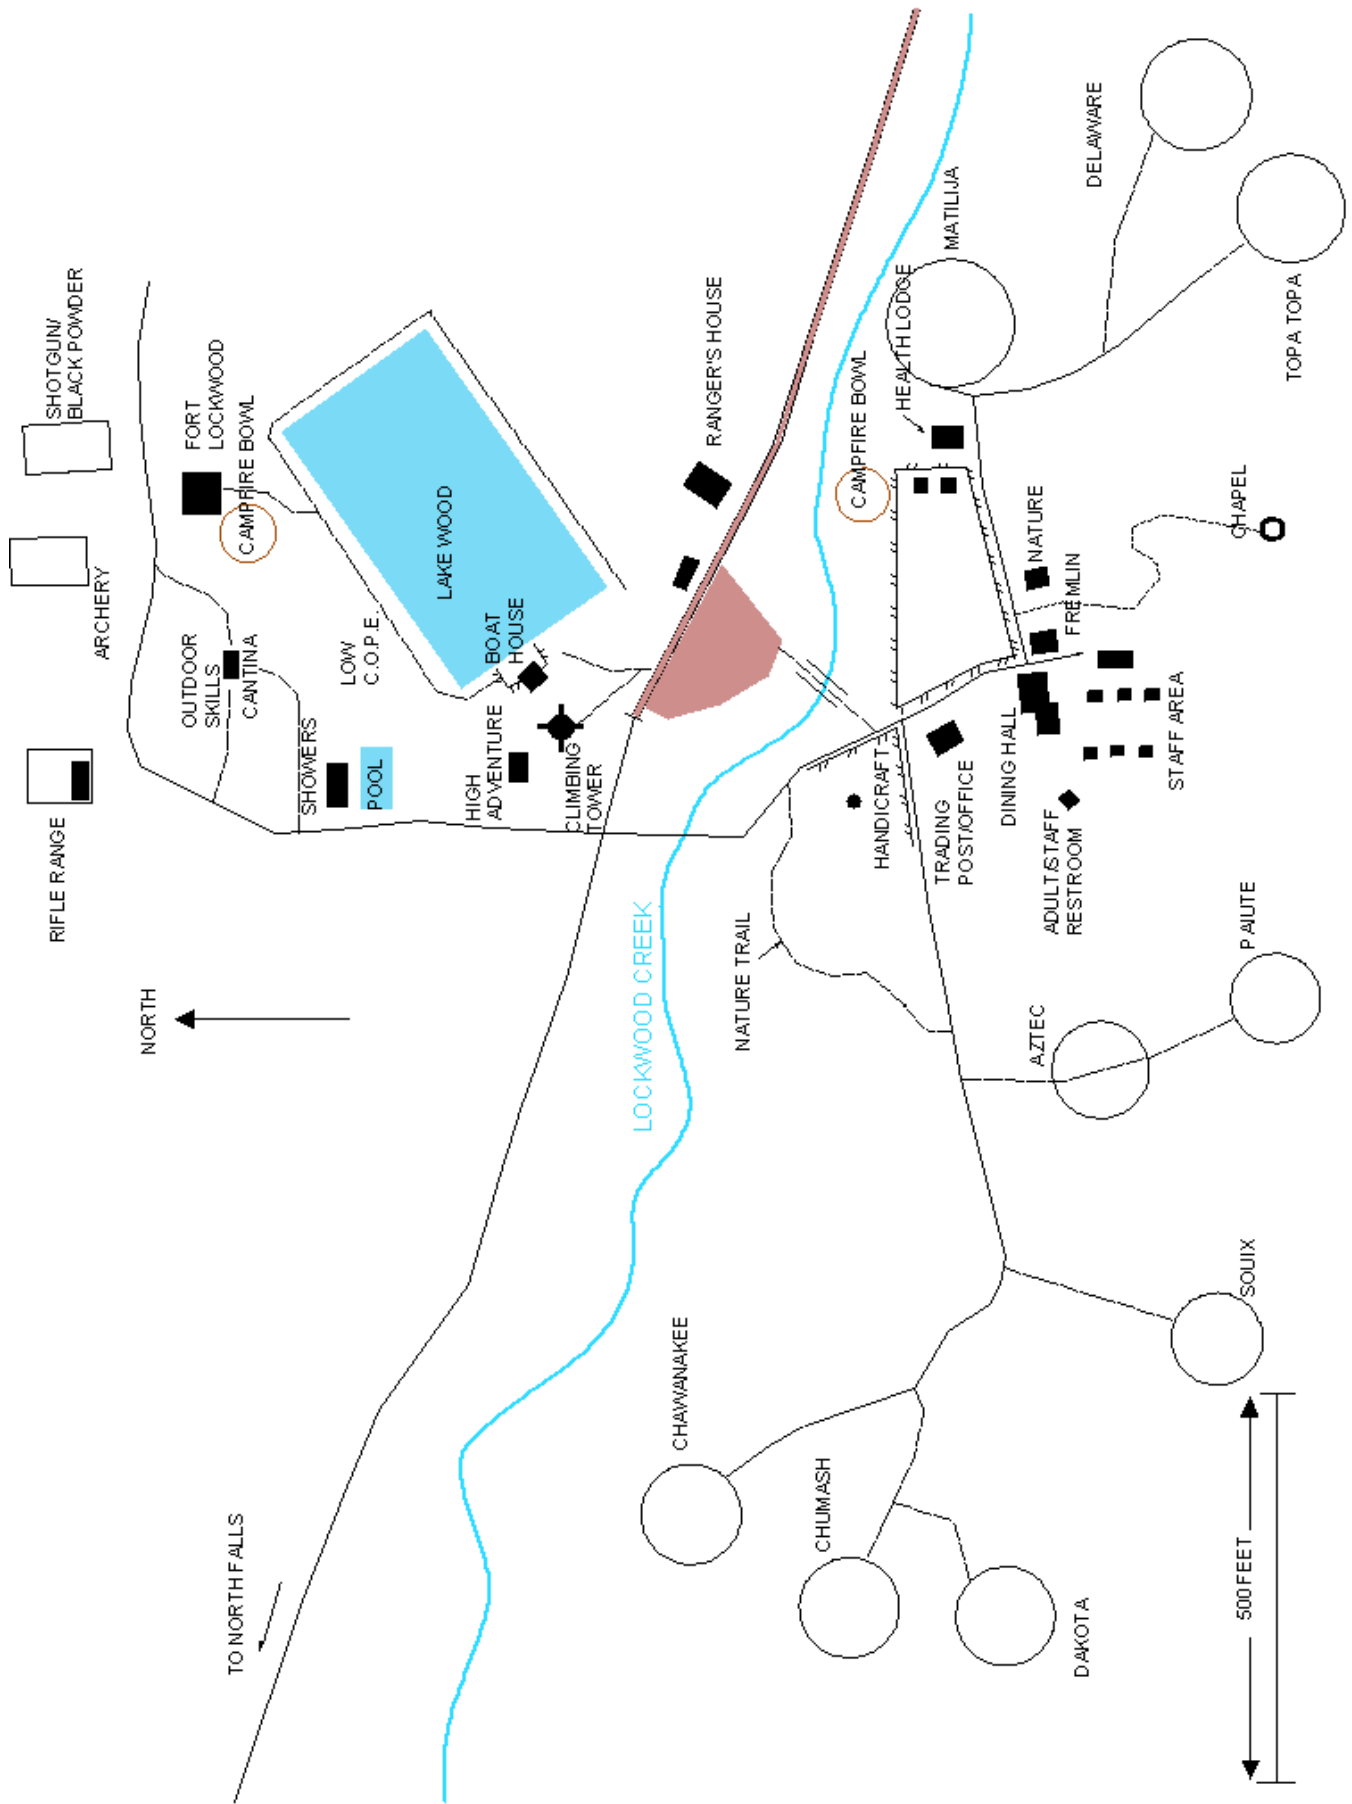 SHOTGUN/
BLACK POWDER
FORT
LOCKWOOD
CAMPFIRE BOWL
ARCHERY
OUTDOOR
SKILLS
CANTINA
LOW
C.O.P.E.
LAKE WOOD
BOAT
HOUSE
RIFLE RANGE
SHOWERS
POOL
HIGH
ADVENTURE
CLIMBING
TOWER
RANGER'S HOUSE
DELAWARE
MATILIJA
HEALTH LODGE
CAMPFIRE BOWL
TOPA TOPA
CHAPEL
NATURE
FREMLIN
STAFF AREA
DINING HALL
HANDICRAFT
TRADING
POST/OFFICE
ADULT/STAFF
RESTROOM
NORTH
LOCKWOOD CREEK
NATURE TRAIL
AZTEC
PAIUTE
SOUIX
CHAWANAKEE
CHUMASH
DAKOTA
TO NORTH FALLS
500 FEET